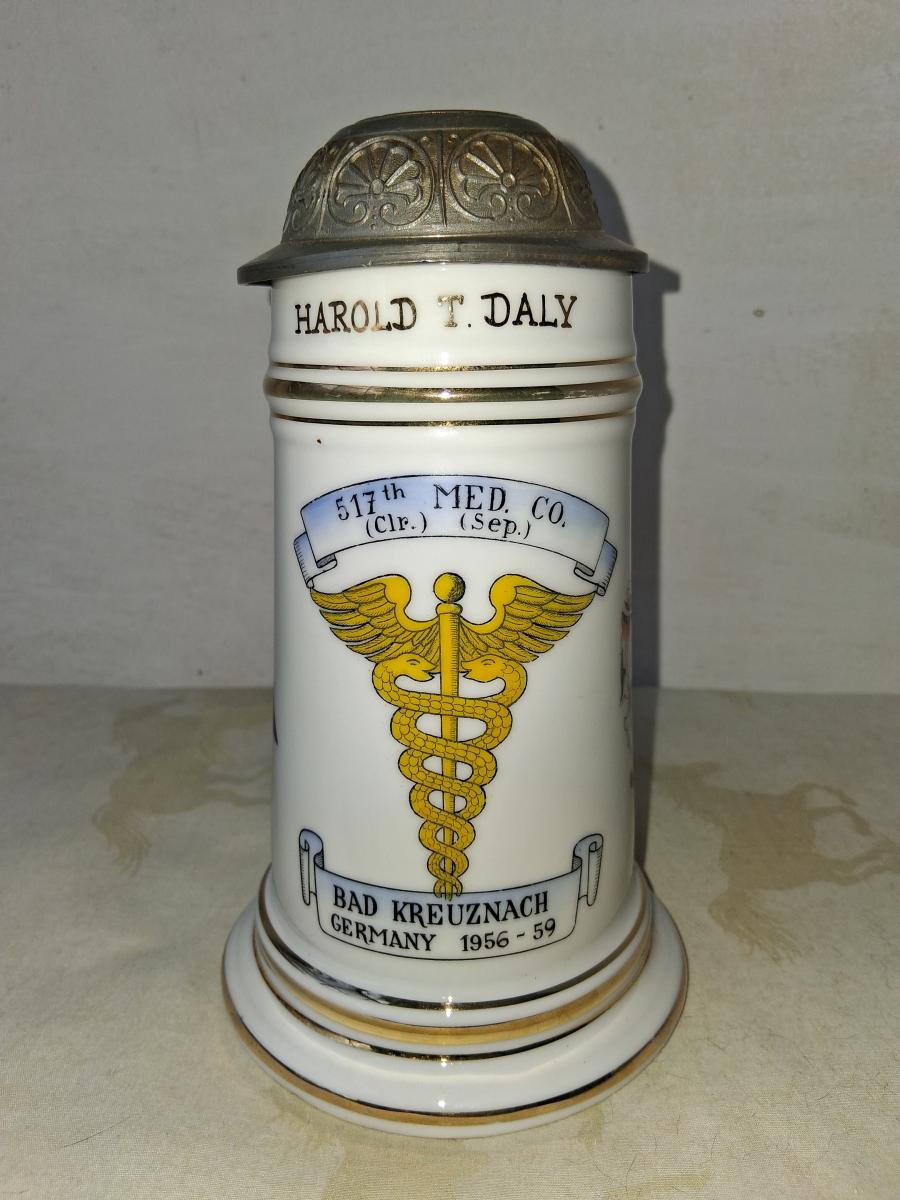 HAROLD T. DALY
517th MED. CO.
(Clr.) (Sep.)
BAD KREUZNACH
GERMANY 1956 - 59